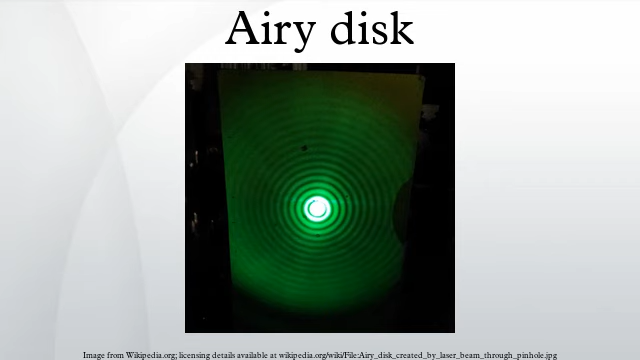 Airy disk
Image from Wikipedia.org; licensing details available at wikipedia.org/wiki/File:Airy_disk_created_by_laser_beam_through_pinhole.jpg